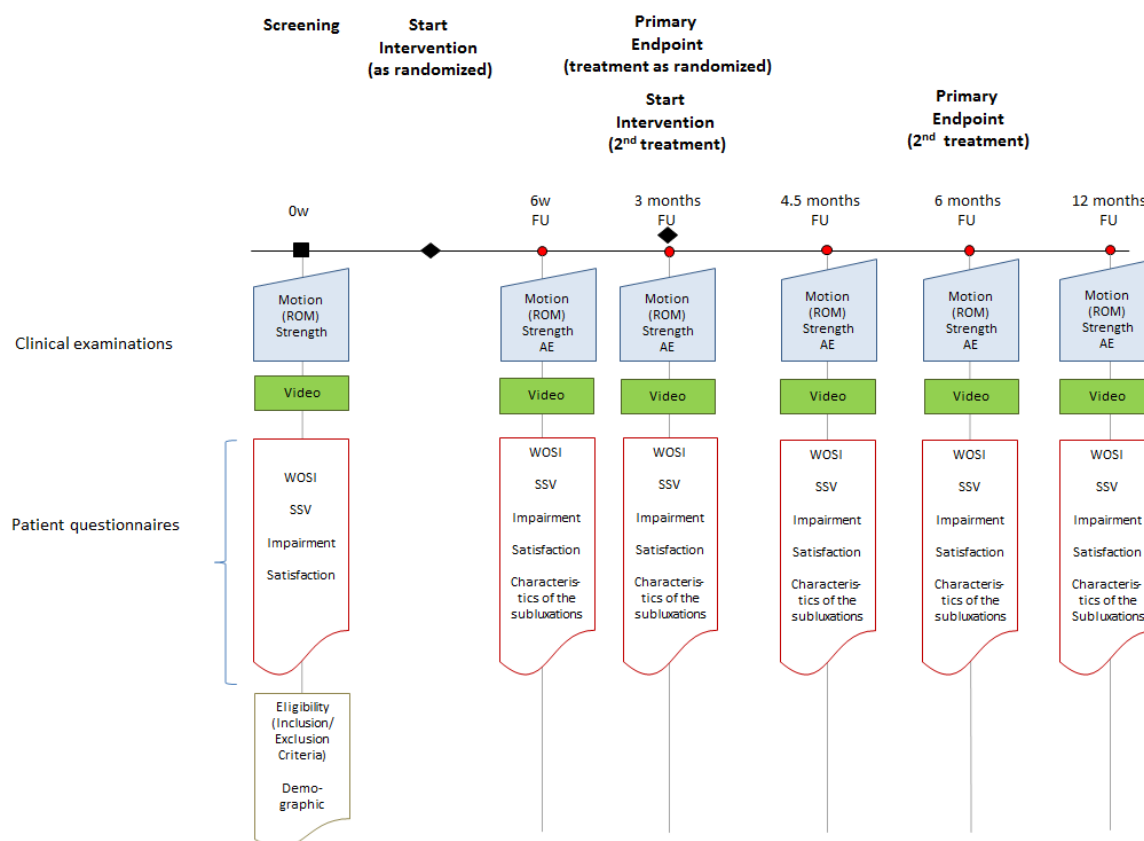 Screening
Start
Intervention
(as randomized)
Primary
Endpoint
(treatment as randomized)
Start
Intervention
(2nd treatment)
Primary
Endpoint
(2nd treatment)
0w
6w
FU
3 months
FU
4.5 months
FU
6 months
FU
12 months
FU
Clinical examinations
Motion
(ROM)
Strength
Motion
(ROM)
Strength
AE
Motion
(ROM)
Strength
AE
Motion
(ROM)
Strength
AE
Motion
(ROM)
Strength
AE
Motion
(ROM)
Strength
AE
Video
Video
Video
Video
Video
Video
Patient questionnaires
WOSI
SSV
Impairment
Satisfaction
WOSI
SSV
Impairment
Satisfaction
Characteris-
tics of the
subluxations
WOSI
SSV
Impairment
Satisfaction
Characteris-
tics of the
subluxations
WOSI
SSV
Impairment
Satisfaction
Characteris-
tics of the
subluxations
WOSI
SSV
Impairment
Satisfaction
Characteris-
tics of the
subluxations
WOSI
SSV
Impairment
Satisfaction
Characteris-
tics of the
Subluxations
Eligibility
(Inclusion/
Exclusion
Criteria)
Demo-
graphic